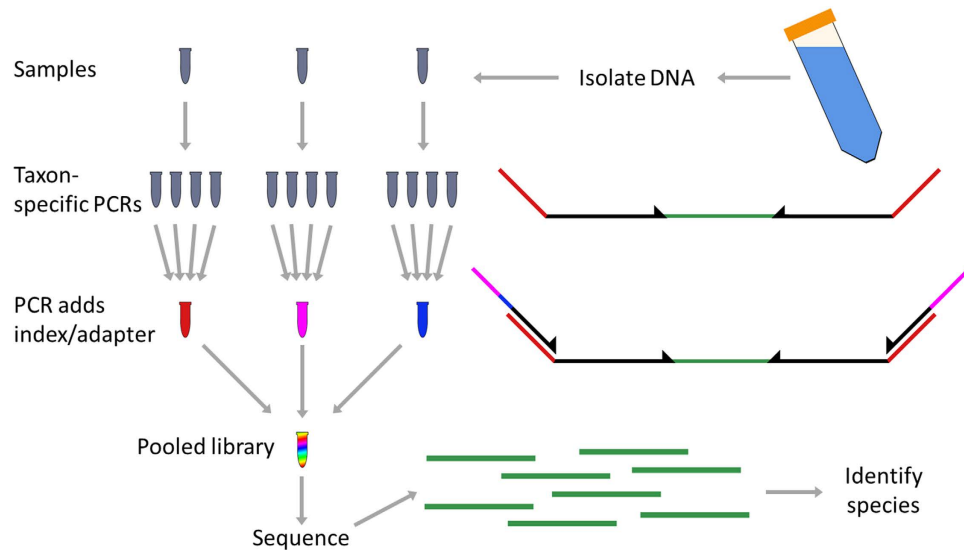 Samples
Isolate DNA
Taxon-
specific PCRs
PCR adds
index/adapter
Pooled library
Sequence
Identify
species